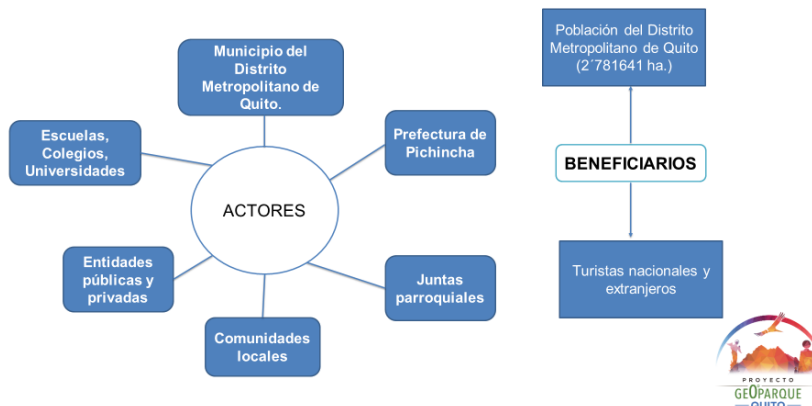 Municipio del
Distrito
Metropolitano de
Quito.
Escuelas,
Colegios,
Universidades
Prefectura de
Pichincha
ACTORES
Entidades
públicas y
privadas
Juntas
parroquiales
Comunidades
locales
Población del Distrito
Metropolitano de Quito
(2´781641 ha.)
BENEFICIARIOS
Turistas nacionales y
extranjeros
PROYECTO
GEOPARQUE
QUITO